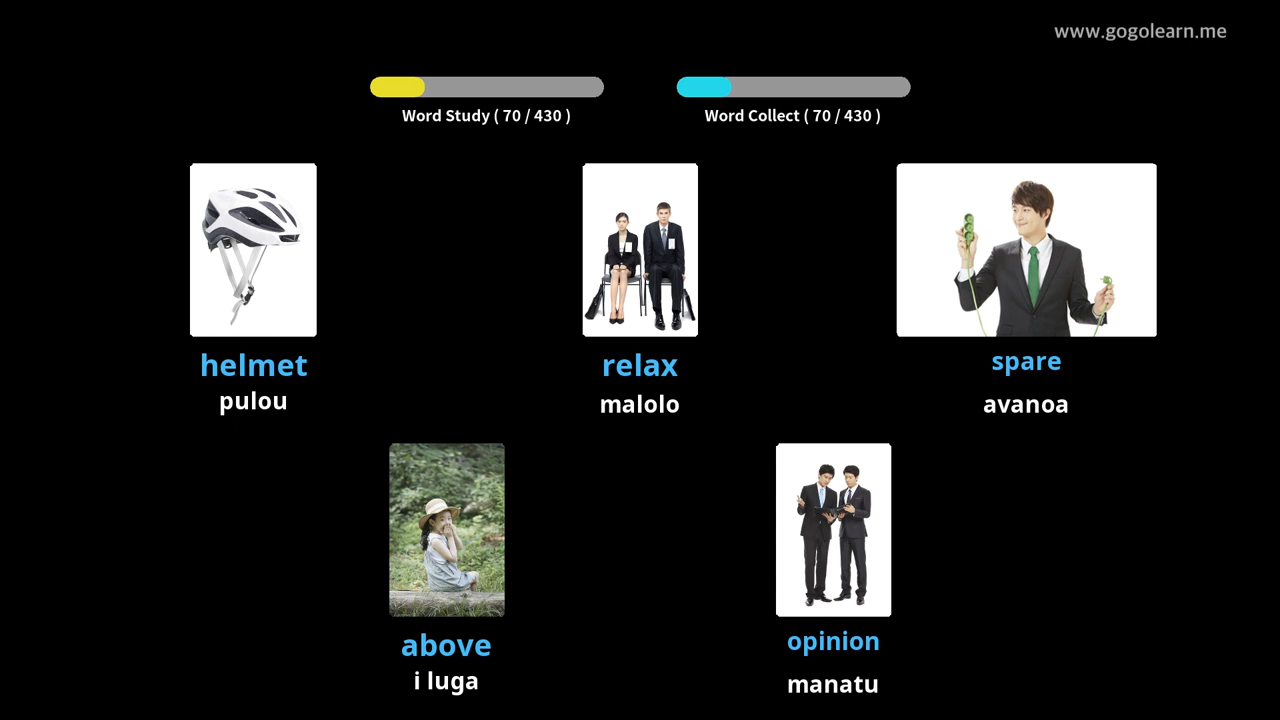 www.gogolearn.me
Word Study ( 70 / 430 )
Word Collect ( 70 / 430 )
helmet
pulou
relax
malolo
spare
avanoa
above
i luga
opinion
manatu